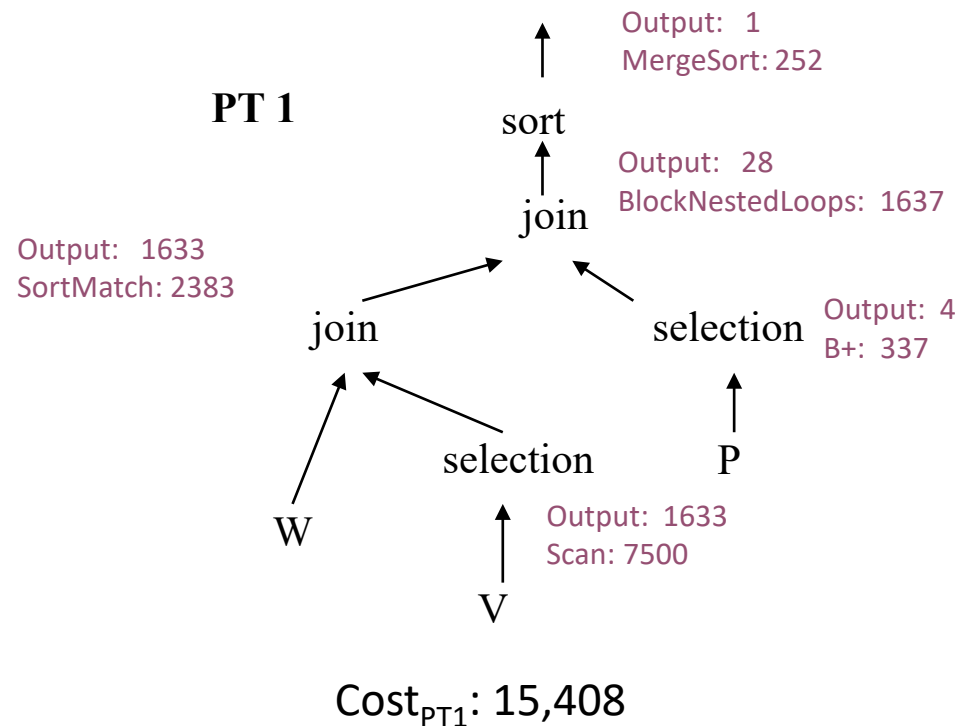 Output: 1
MergeSort: 252
PT 1
sort
Output: 28
BlockNestedLoops: 1637
join
Output: 1633
SortMatch: 2383
join
selection
Output: 4
B+: 337
selection
P
W
Output: 1633
Scan: 7500
V
CostPT1: 15,408